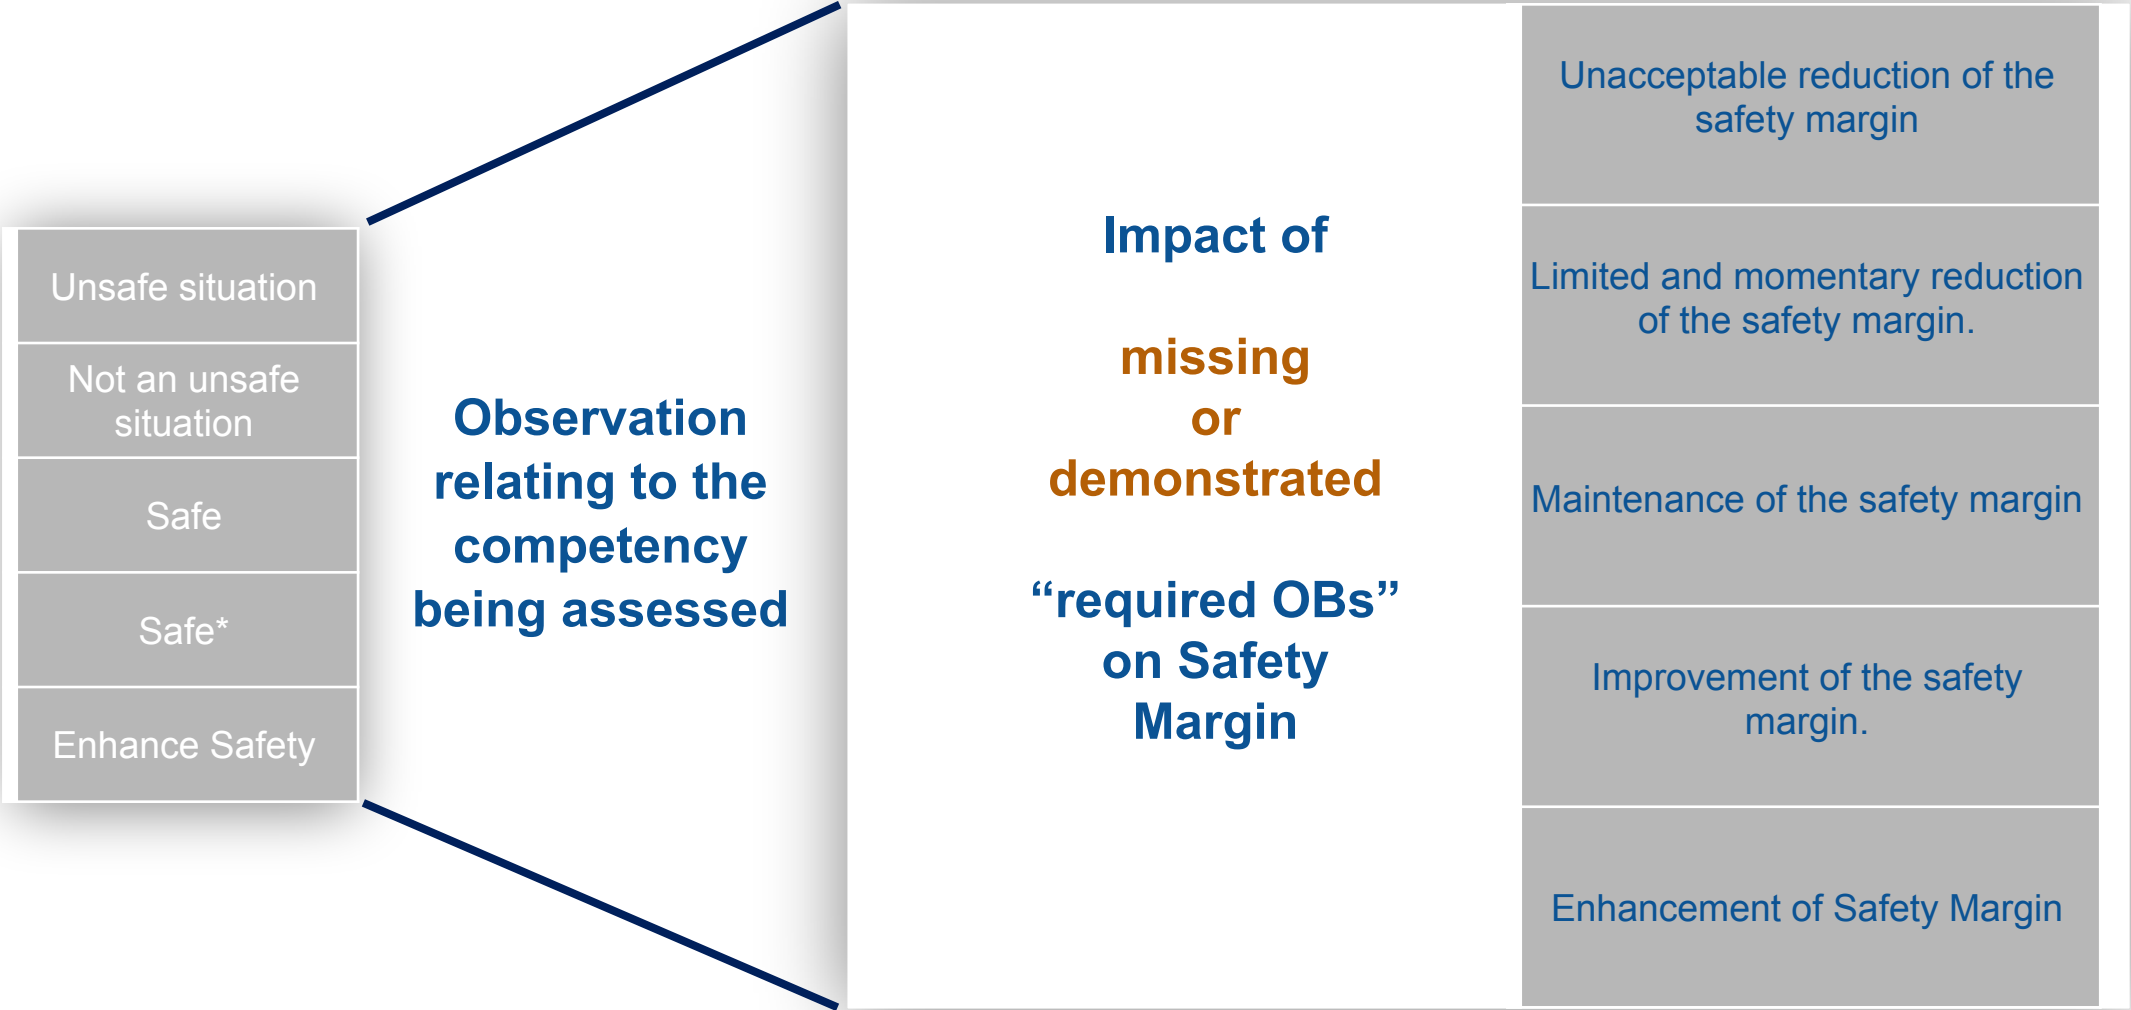 Unsafe situation
Not an unsafe
situation
Safe
Safe*
Enhance Safety
Observation
relating to the
competency
being assessed
Impact of
missing
or
demonstrated
“required OBs”
on Safety
Margin
Unacceptable reduction of the
safety margin
Limited and momentary reduction
of the safety margin.
Maintenance of the safety margin
Improvement of the safety
margin.
Enhancement of Safety Margin